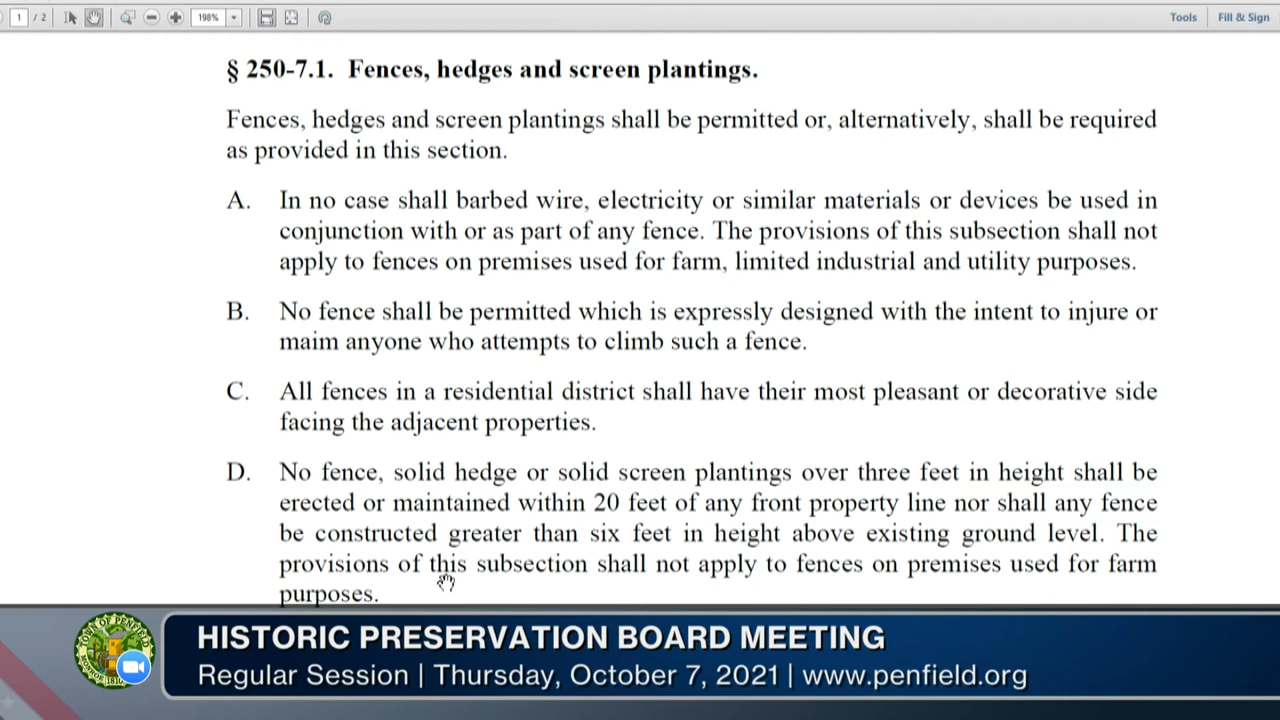 1 / 2 198% Tools Fill & Sign
§ 250-7.1. Fences, hedges and screen plantings.
Fences, hedges and screen plantings shall be permitted or, alternatively, shall be required
as provided in this section.
A. In no case shall barbed wire, electricity or similar materials or devices be used in
conjunction with or as part of any fence. The provisions of this subsection shall not
apply to fences on premises used for farm, limited industrial and utility purposes.
B. No fence shall be permitted which is expressly designed with the intent to injure or
maim anyone who attempts to climb such a fence.
C. All fences in a residential district shall have their most pleasant or decorative side
facing the adjacent properties.
D. No fence, solid hedge or solid screen plantings over three feet in height shall be
erected or maintained within 20 feet of any front property line nor shall any fence
be constructed greater than six feet in height above existing ground level. The
provisions of this subsection shall not apply to fences on premises used for farm
purposes.
TOWN OF PENFIELD
HISTORIC PRESERVATION BOARD MEETING
Regular Session | Thursday, October 7, 2021 | www.penfield.org